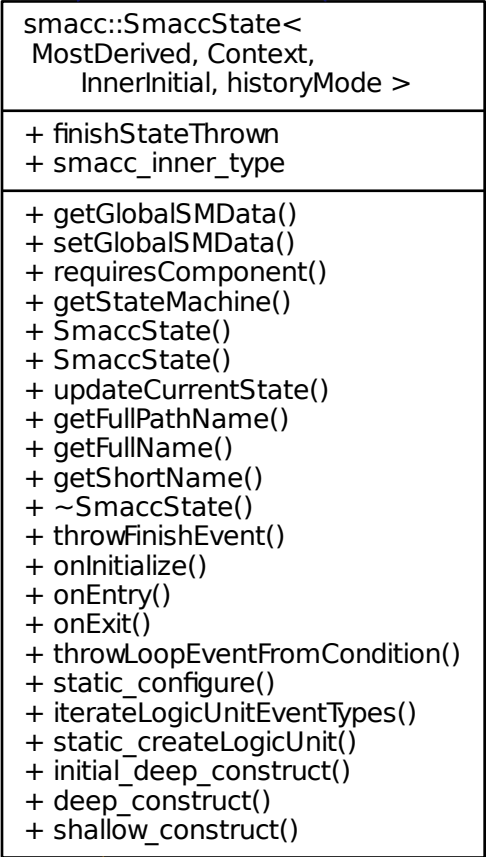 smacc::SmaccState<
MostDerived, Context,
InnerInitial, historyMode >
+ finishStateThrown
+ smacc_inner_type
+ getGlobalSMData()
+ setGlobalSMData()
+ requiresComponent()
+ getStateMachine()
+ SmaccState()
+ SmaccState()
+ updateCurrentState()
+ getFullPathName()
+ getFullName()
+ getShortName()
+ ~SmaccState()
+ throwFinishEvent()
+ onInitialize()
+ onEntry()
+ onExit()
+ throwLoopEventFromCondition()
+ static_configure()
+ iterateLogicUnitEventTypes()
+ static_createLogicUnit()
+ initial_deep_construct()
+ deep_construct()
+ shallow_construct()